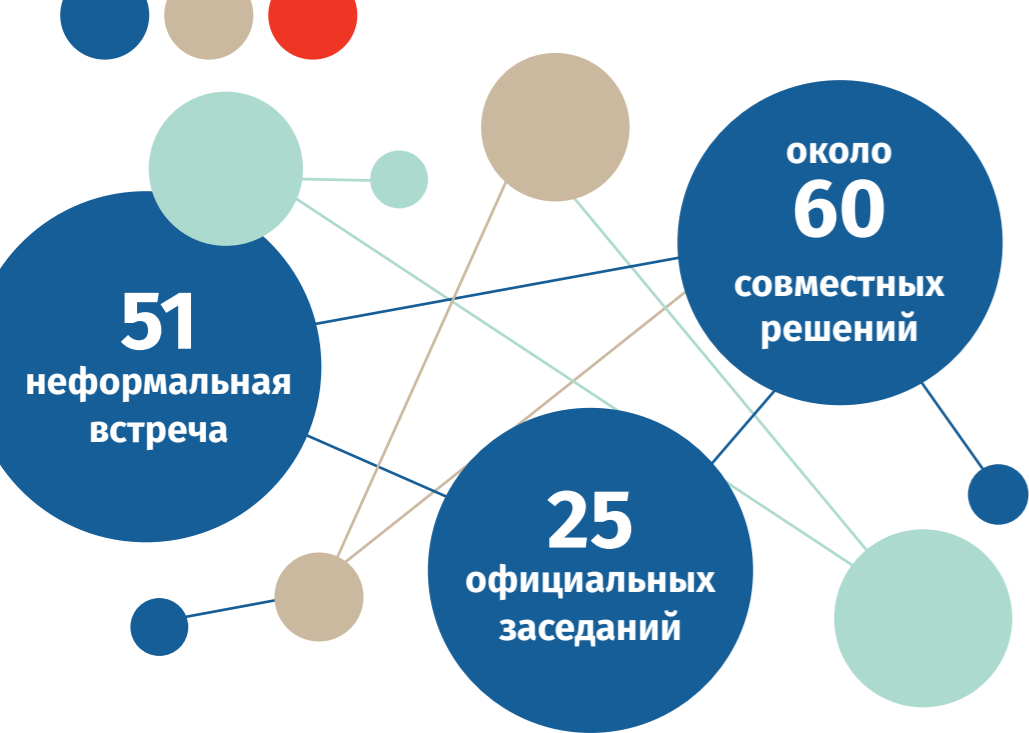 51
неформальная
встреча
25
официальных
заседаний
около
60
совместных
решений